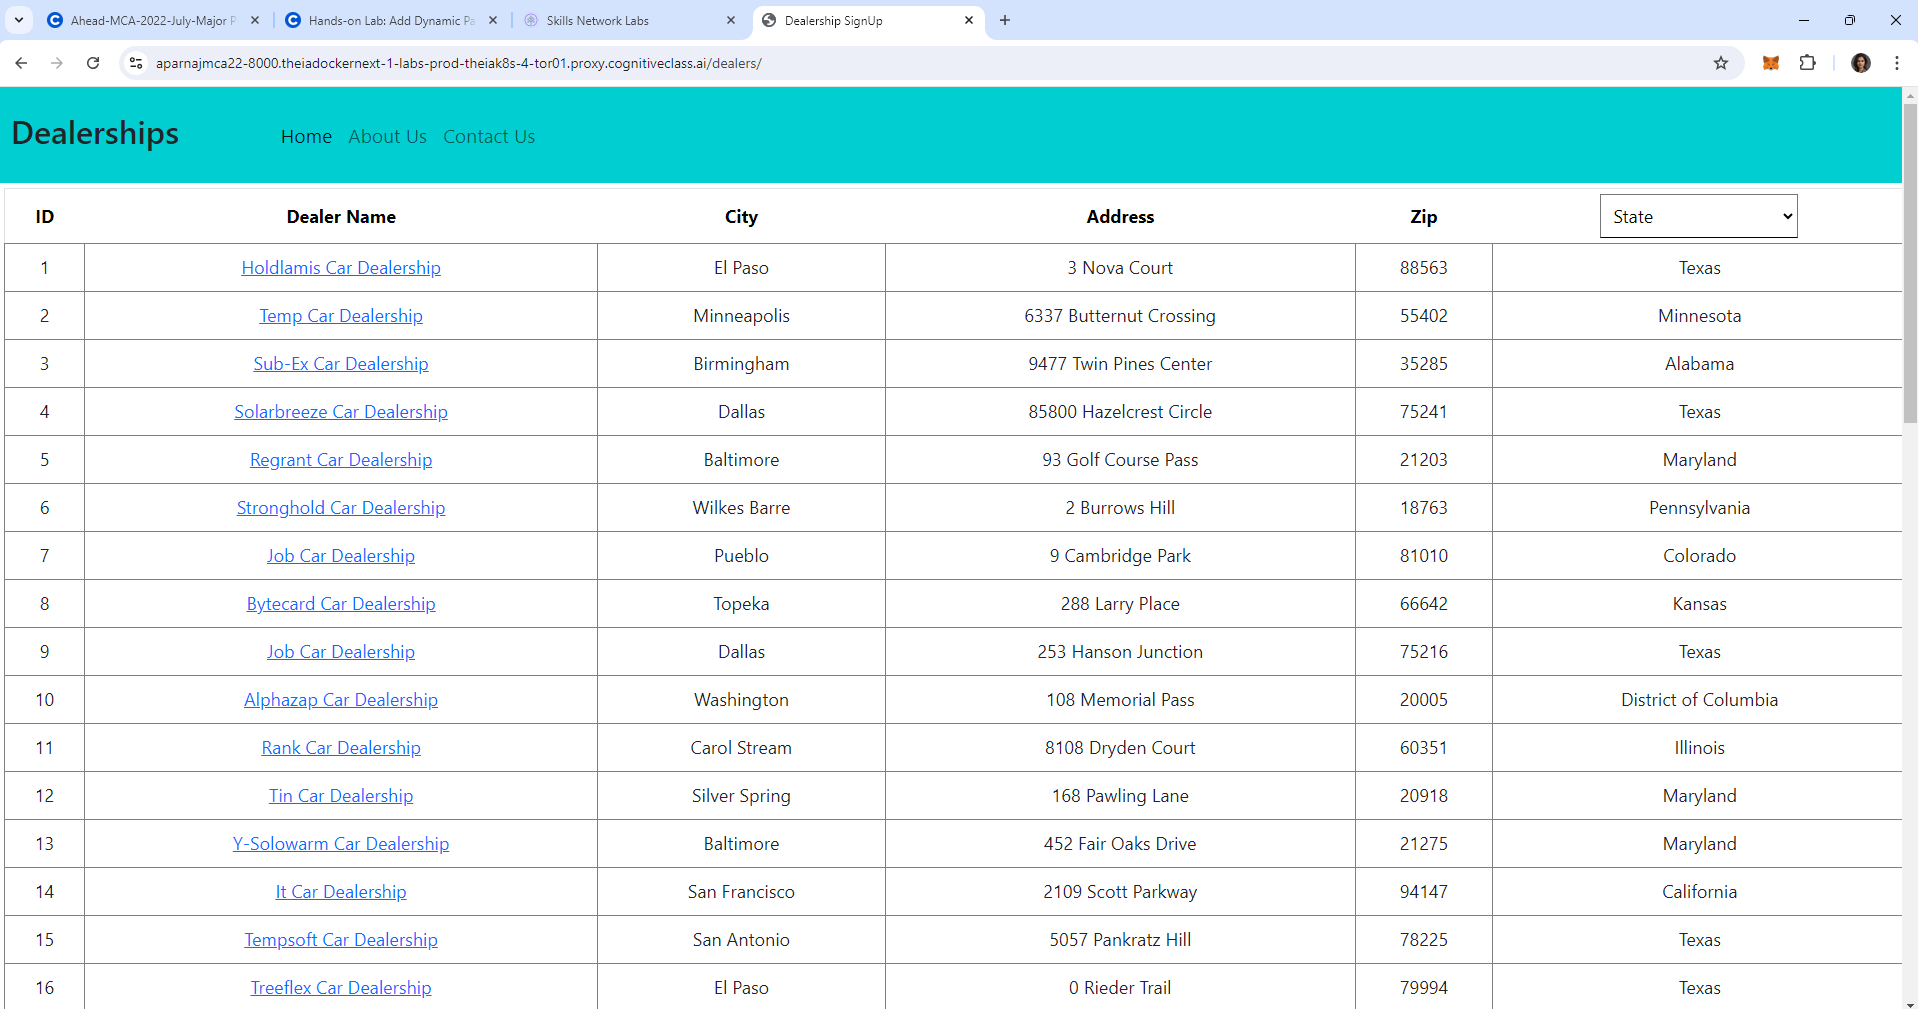 Ahead-MCA-2022-July-Major P
Hands-on Lab: Add Dynamic Pa
Skills Network Labs
Dealership SignUp
aparnajmca22-8000.theiadockernext-1-labs-prod-theiak8s-4-tor01.proxy.cognitiveclass.ai/dealers/
Dealerships Home About Us Contact Us
ID Dealer Name City Address Zip State
1 Holdlamis Car Dealership El Paso 3 Nova Court 88563 Texas
2 Temp Car Dealership Minneapolis 6337 Butternut Crossing 55402 Minnesota
3 Sub-Ex Car Dealership Birmingham 9477 Twin Pines Center 35285 Alabama
4 Solarbreeze Car Dealership Dallas 85800 Hazelcrest Circle 75241 Texas
5 Regrant Car Dealership Baltimore 93 Golf Course Pass 21203 Maryland
6 Stronghold Car Dealership Wilkes Barre 2 Burrows Hill 18763 Pennsylvania
7 Job Car Dealership Pueblo 9 Cambridge Park 81010 Colorado
8 Bytecard Car Dealership Topeka 288 Larry Place 66642 Kansas
9 Job Car Dealership Dallas 253 Hanson Junction 75216 Texas
10 Alphazap Car Dealership Washington 108 Memorial Pass 20005 District of Columbia
11 Rank Car Dealership Carol Stream 8108 Dryden Court 60351 Illinois
12 Tin Car Dealership Silver Spring 168 Pawling Lane 20918 Maryland
13 Y-Solowarm Car Dealership Baltimore 452 Fair Oaks Drive 21275 Maryland
14 It Car Dealership San Francisco 2109 Scott Parkway 94147 California
15 Tempsoft Car Dealership San Antonio 5057 Pankratz Hill 78225 Texas
16 Treeflex Car Dealership El Paso 0 Rieder Trail 79994 Texas